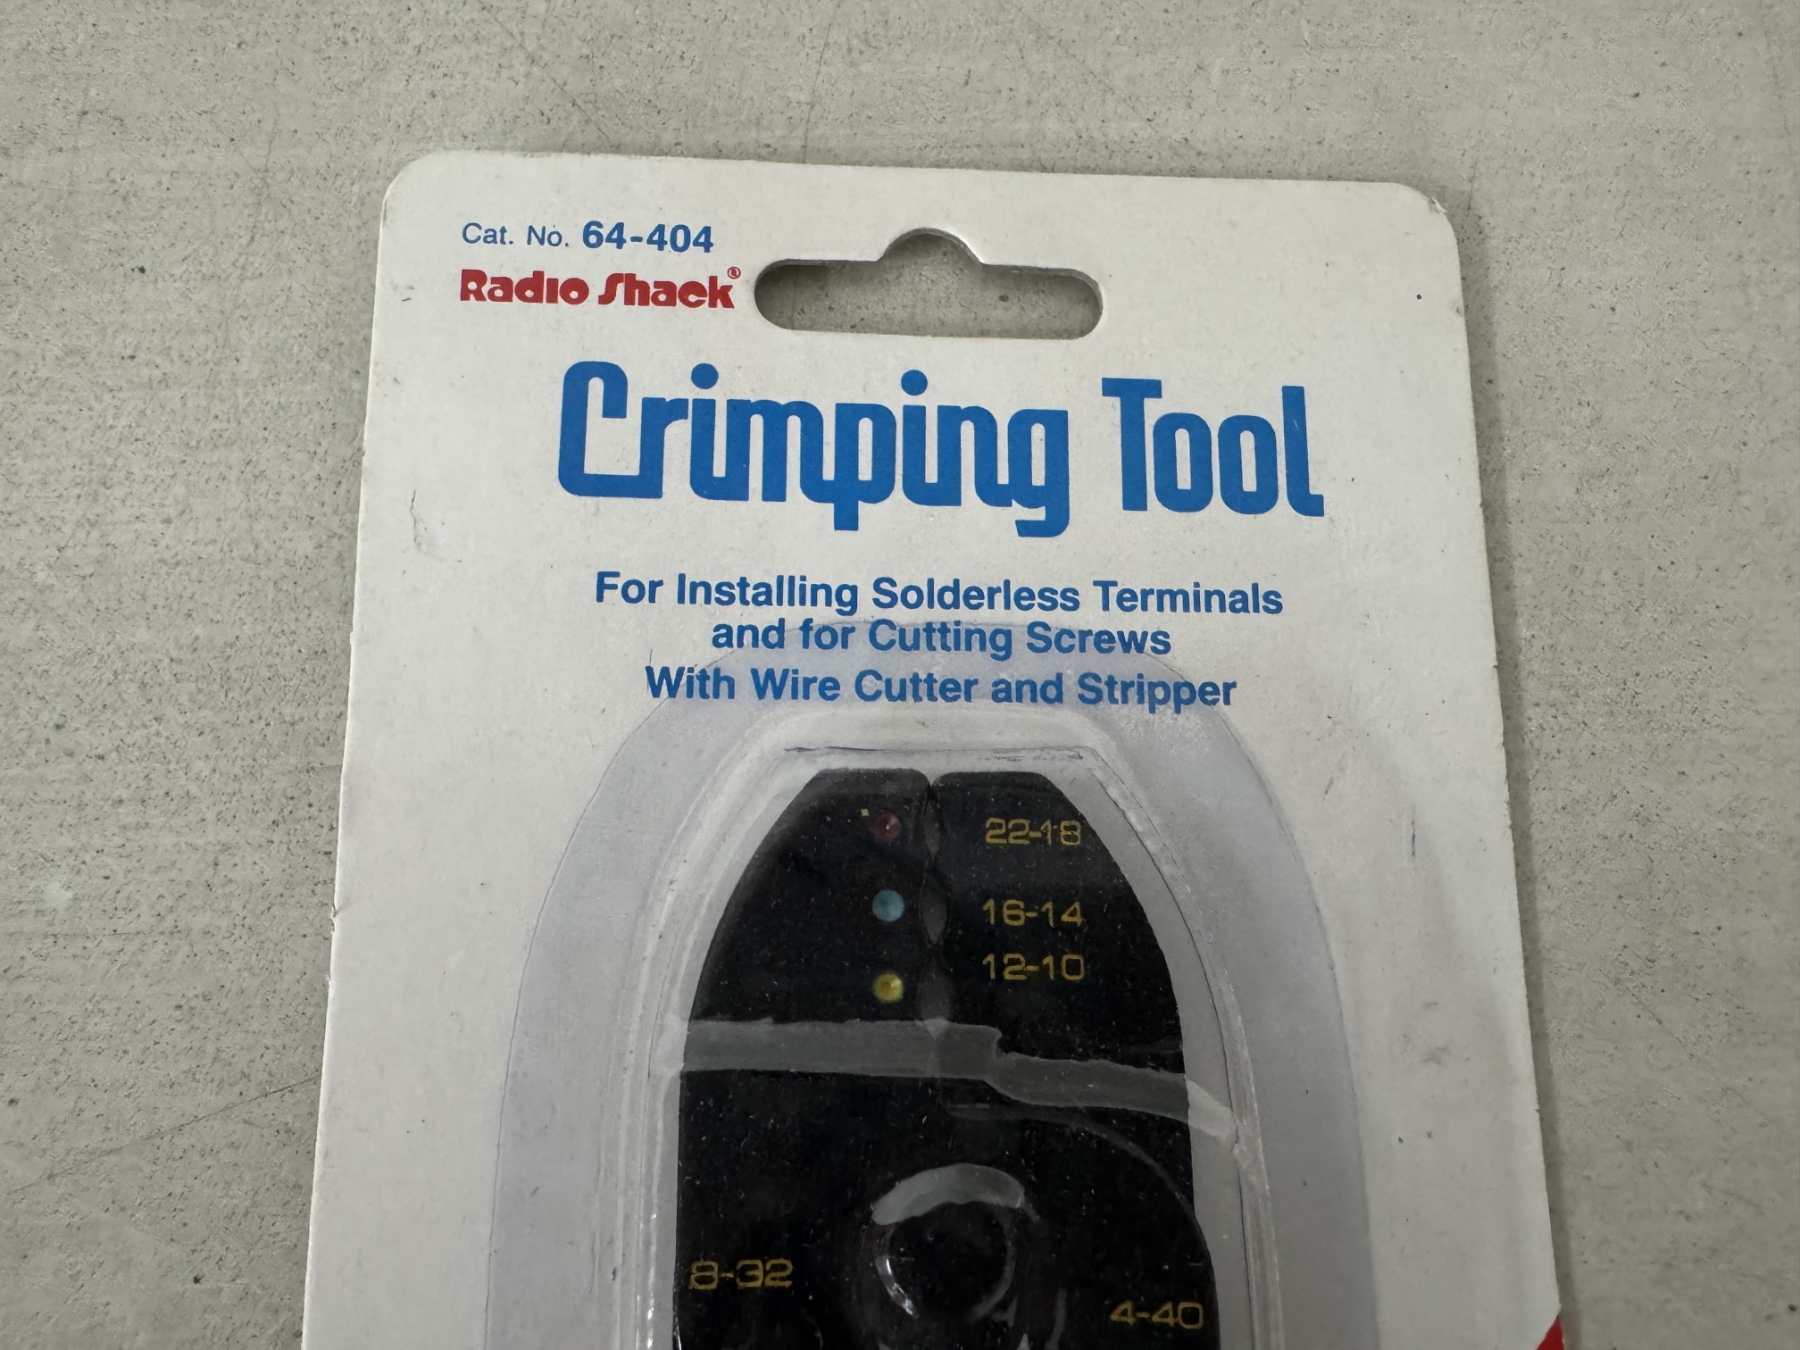 Cat. No. 64-404
Radio Shack®
Crimping Tool
For Installing Solderless Terminals
and for Cutting Screws
With Wire Cutter and Stripper
22-18
16-14
12-10
8-32
4-40